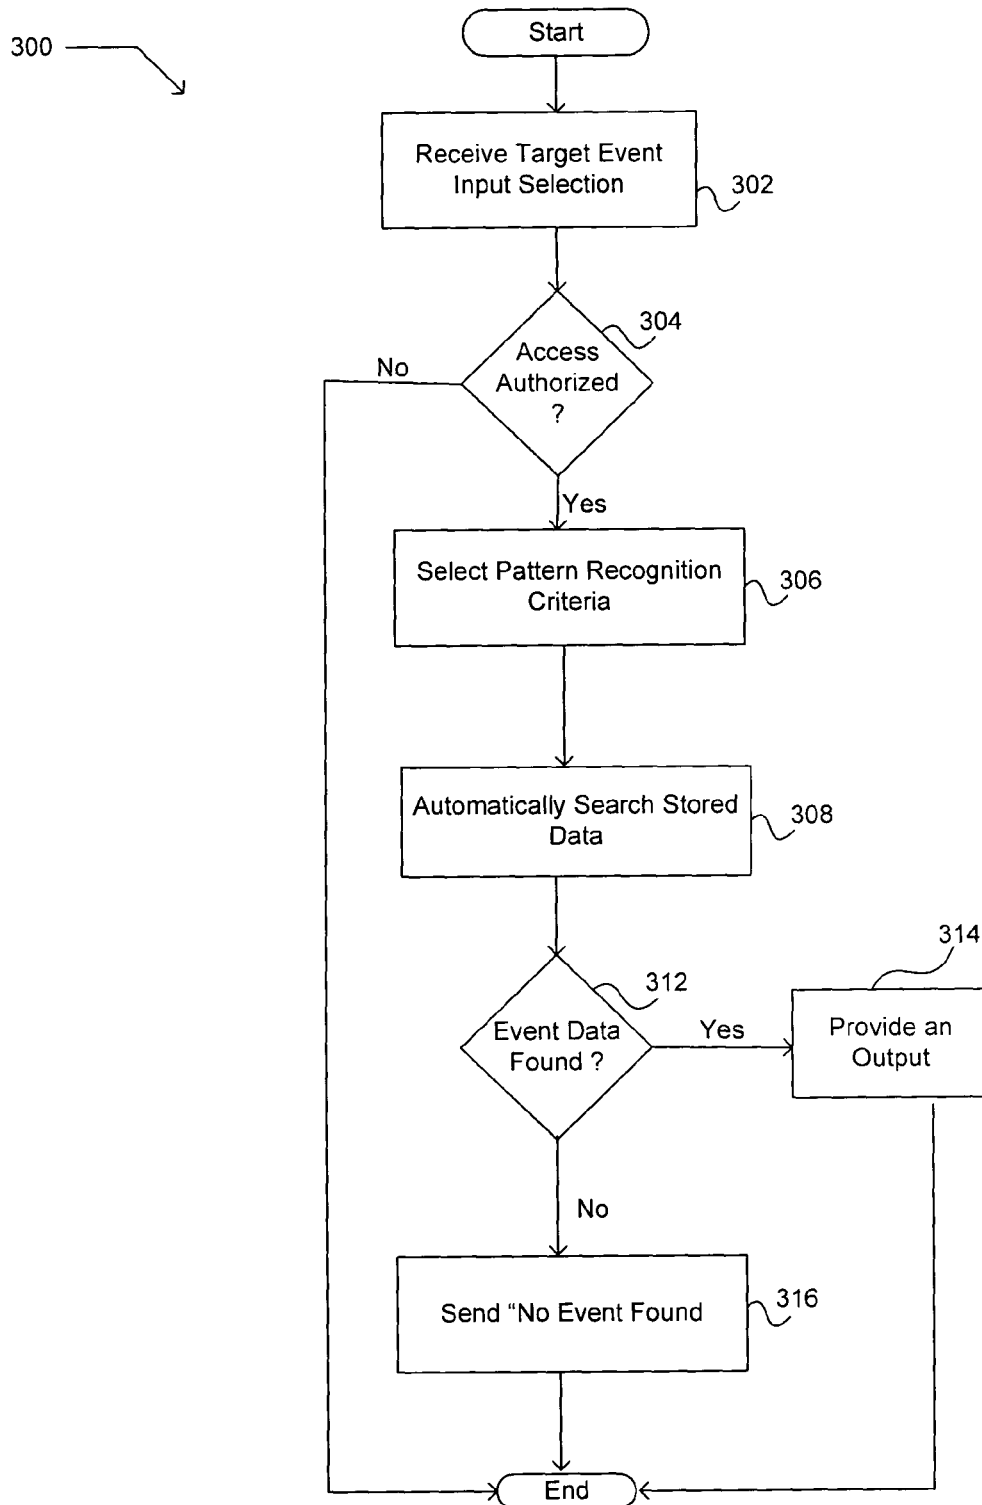 Start
300
Receive Target Event
Input Selection
302
304
Access
Authorized
?
No
Yes
Select Pattern Recognition
Criteria
306
Automatically Search Stored
Data
308
312
Event Data
Found ?
Yes
314
Provide an
Output
No
Send “No Event Found
316
End